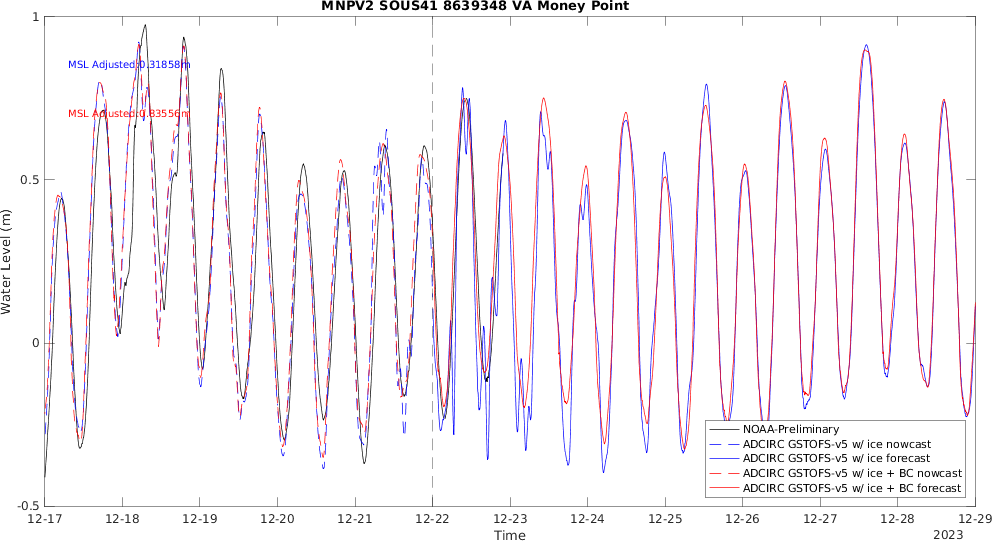 MNPV2 SOUS41 8639348 VA Money Point
MSL Adjusted:0.31858m
MSL Adjusted:0.33556m
Water Level (m)
1
0.5
0
-0.5
12-17 12-18 12-19 12-20 12-21 12-22 12-23 12-24 12-25 12-26 12-27 12-28 12-29
Time
2023
NOAA-Preliminary
ADCIRC GSTOFS-v5 w/ ice nowcast
ADCIRC GSTOFS-v5 w/ ice forecast
ADCIRC GSTOFS-v5 w/ ice + BC nowcast
ADCIRC GSTOFS-v5 w/ ice + BC forecast